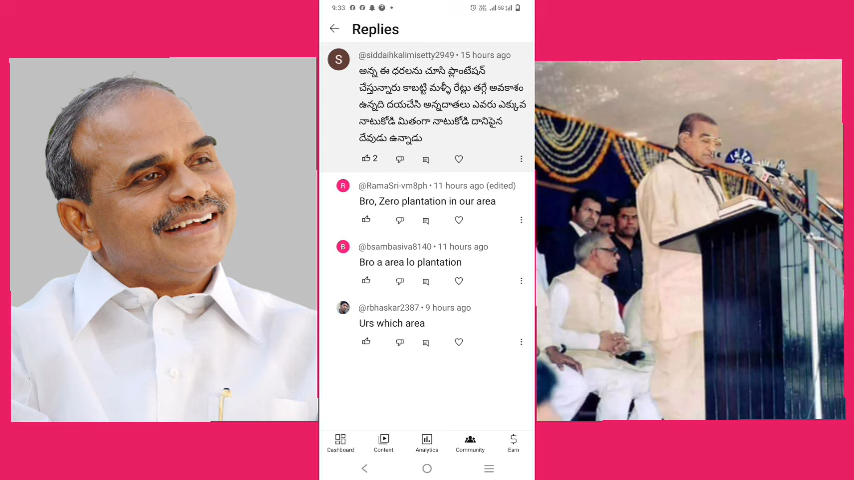 9:33
Replies
S
@siddaihkalimisetty2949 • 15 hours ago
అన్న ఈ ధరలను చూసి ప్లాంటేషన్
చేస్తున్నారు కాబట్టి మళ్ళీ రేట్లు తగ్గే అవకాశం
ఉన్నది దయచేసి అన్నదాతలు ఎవరు ఎక్కువ
నాటుకోడి మితంగా నాటుకోడి దానిపైన
దేవుడు ఉన్నాడు
2
R
@RamaSri-vm8ph • 11 hours ago (edited)
Bro, Zero plantation in our area
B
@bsambasiva8140 • 11 hours ago
Bro a area lo plantation
@rbhaskar2387 • 9 hours ago
Urs which area
Dashboard Content Analytics Community Earn